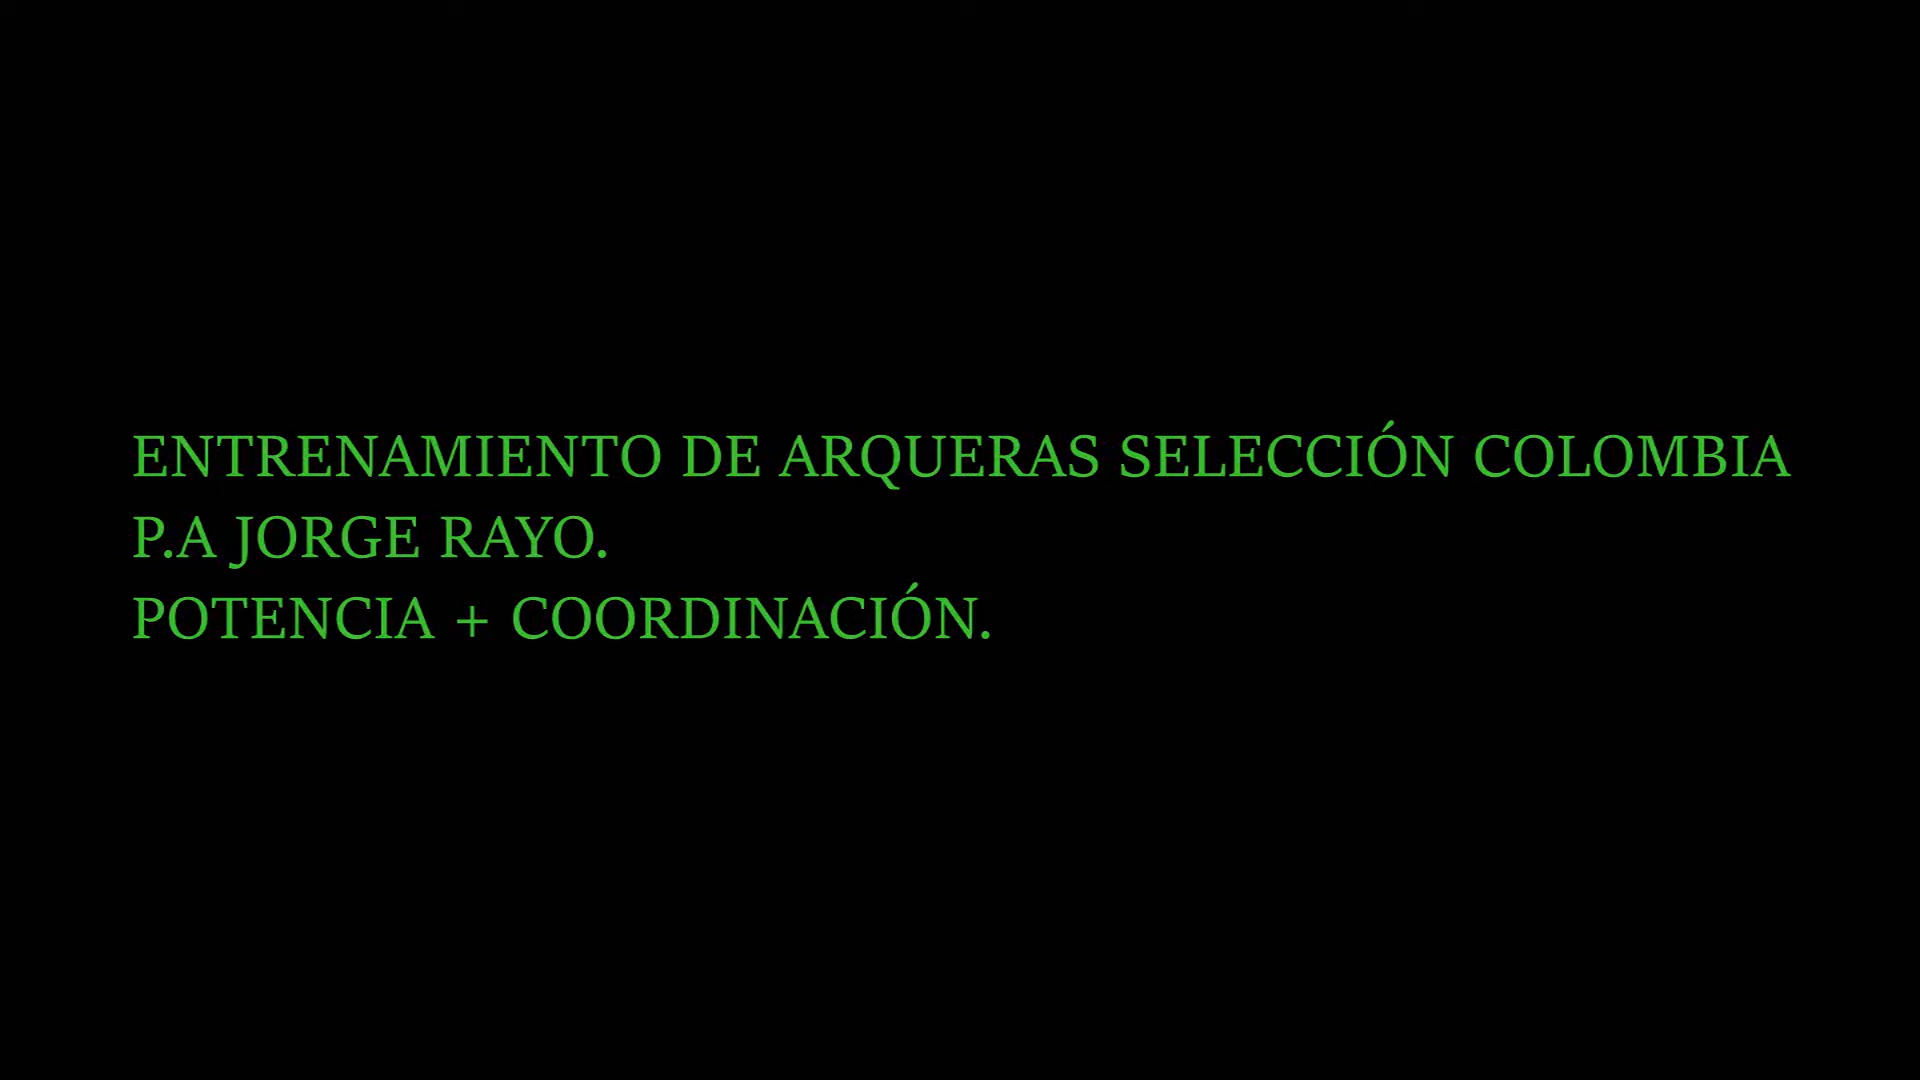 ENTRENAMIENTO DE ARQUERAS SELECCIÓN COLOMBIA
P.A JORGE RAYO.
POTENCIA + COORDINACIÓN.